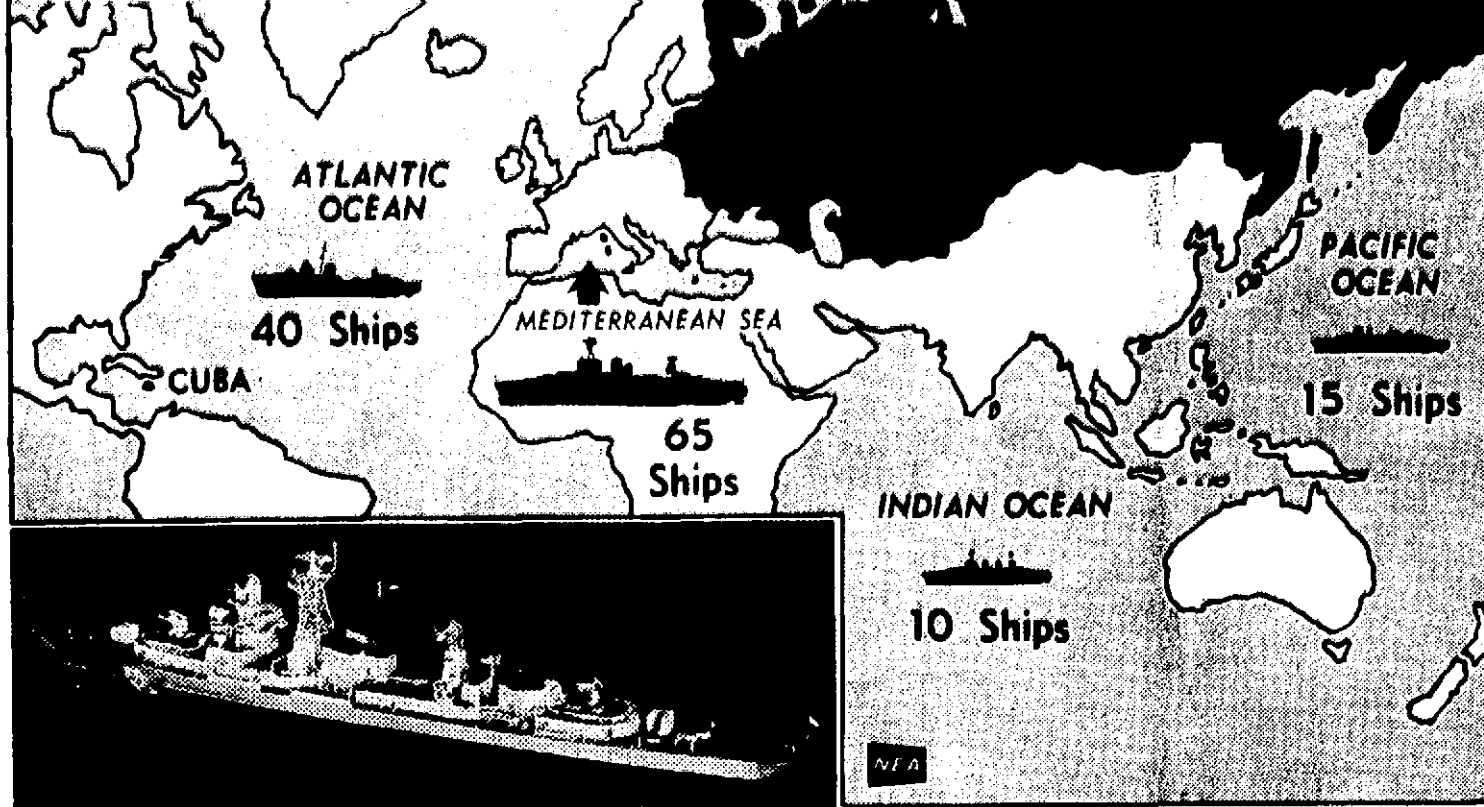 ATLANTIC
OCEAN
40 Ships
CUBA
MEDITERRANEAN SEA
65
Ships
PACIFIC
OCEAN
15 Ships
INDIAN OCEAN
10 Ships
NEA